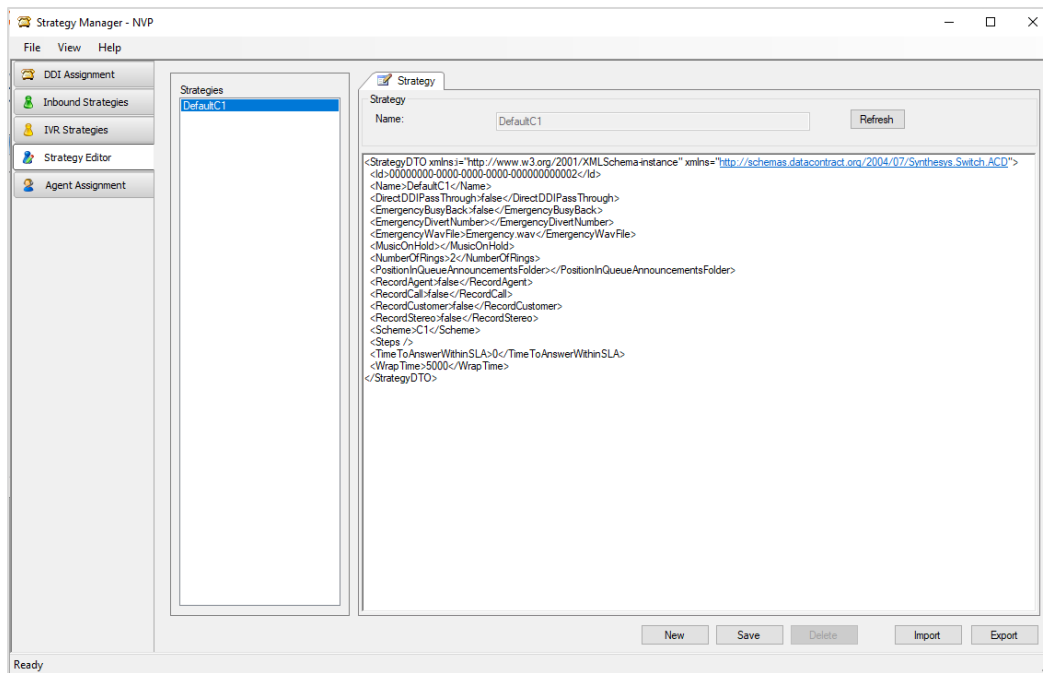 Strategy Manager - NVP
File View Help
DDI Assignment
Inbound Strategies
IVR Strategies
Strategy Editor
Agent Assignment
Strategies
DefaultC1
Strategy
Strategy
Name: DefaultC1 Refresh
<StrategyDTO xmlns:i="http://www.w3.org/2001/XMLSchema-instance" xmlns="http://schemas.datacontract.org/2004/07/Synthesys.Switch.ACD">
<Id>00000000-0000-0000-0000-000000000002</Id>
<Name>DefaultC1</Name>
<DirectDDIPassThrough>false</DirectDDIPassThrough>
<EmergencyBusyBack>false</EmergencyBusyBack>
<EmergencyDivertNumber></EmergencyDivertNumber>
<EmergencyWavFile>Emergency.wav</EmergencyWavFile>
<MusicOnHold></MusicOnHold>
<NumberOfRings>2</NumberOfRings>
<PositionInQueueAnnouncementsFolder></PositionInQueueAnnouncementsFolder>
<RecordAgent>false</RecordAgent>
<RecordCall>false</RecordCall>
<RecordCustomer>false</RecordCustomer>
<RecordStereo>false</RecordStereo>
<Scheme>C1</Scheme>
<Steps />
<TimeToAnswerWithinSLA>0</TimeToAnswerWithinSLA>
<WrapTime>5000</WrapTime>
</StrategyDTO>
New Save Delete Import Export
Ready